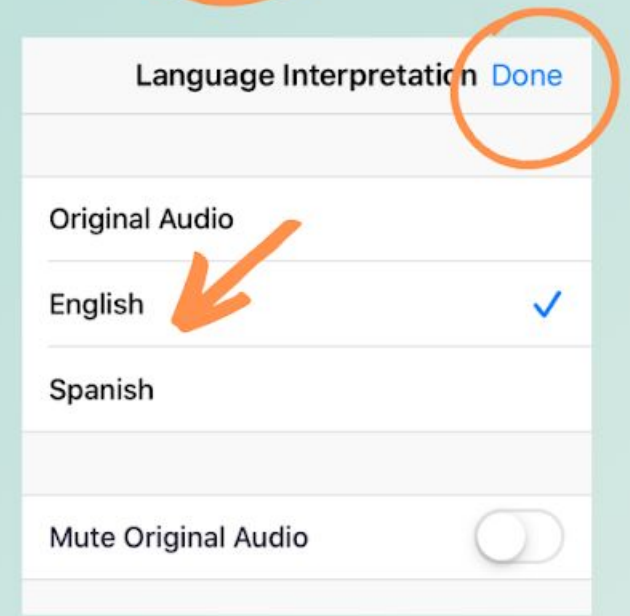 Language Interpretation Done
Original Audio
English
Spanish
Mute Original Audio